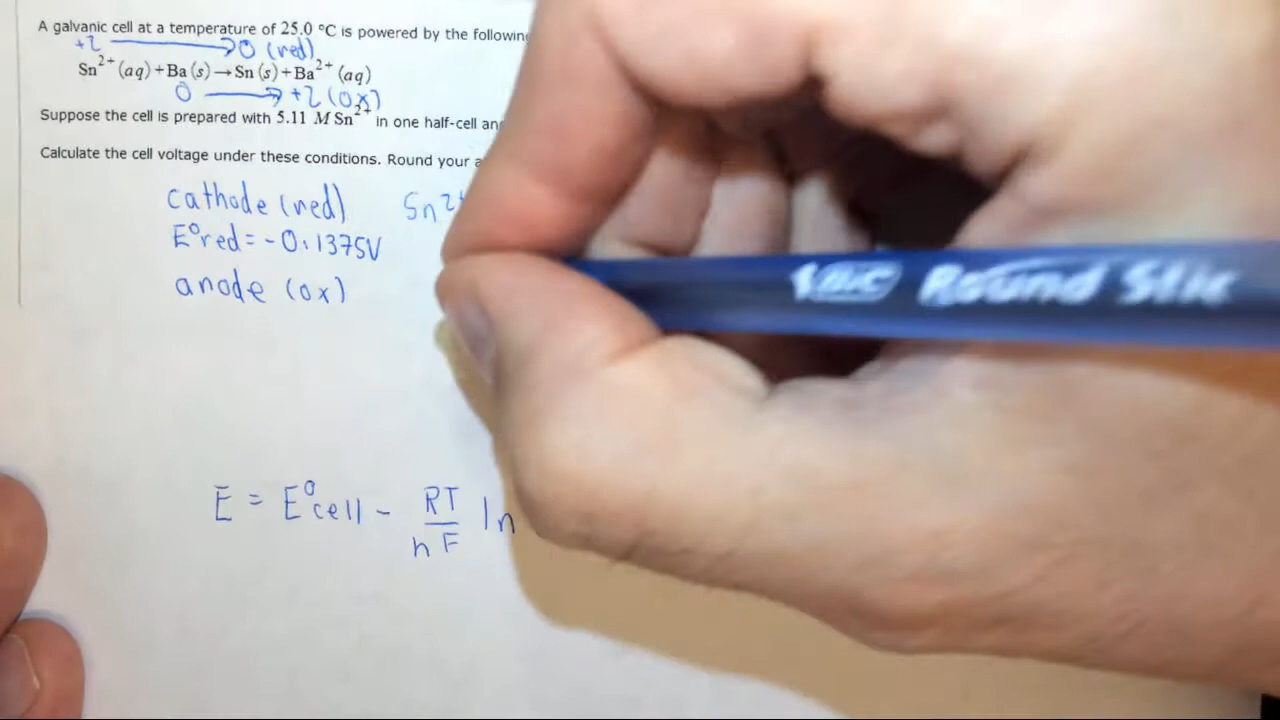 A galvanic cell at a temperature of 25.0 °C is powered by the following
+2 → 0 (red)
Sn²⁺ (aq) + Ba (s) → Sn (s) + Ba²⁺ (aq)
0 → +2 (ox)
Suppose the cell is prepared with 5.11 M Sn²⁺ in one half-cell
Calculate the cell voltage under these conditions. Round your
cathode (red) Sn²⁺
E°red = -0.1375V
anode (ox)
BIC Round Stic
E = E°cell - RT/nF ln